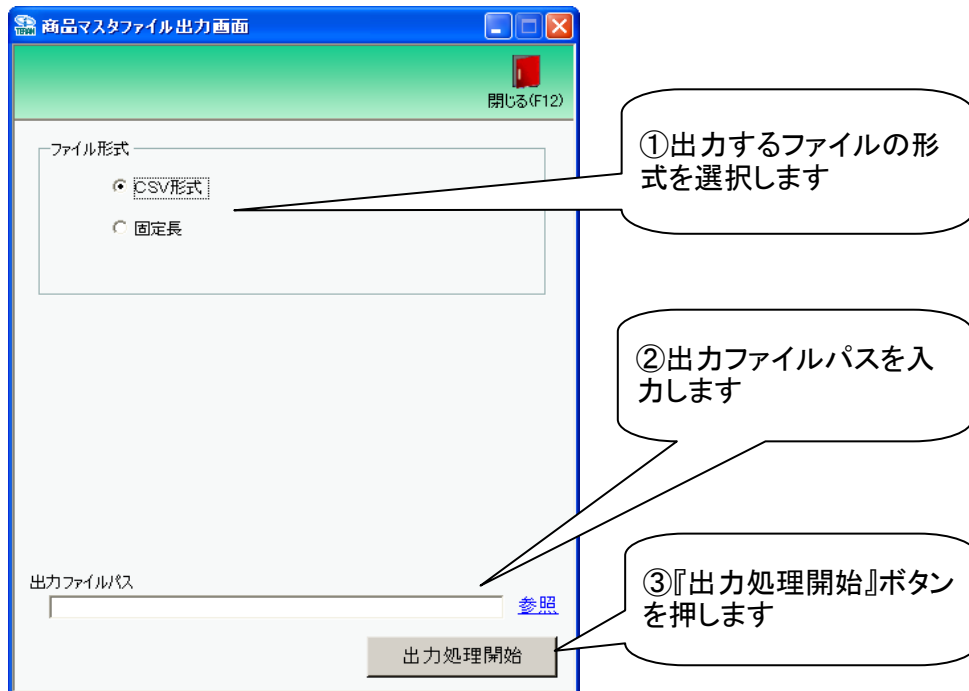 商品マスタファイル出力画面
閉じる(F12)
ファイル形式
CSV形式
固定長
①出力するファイルの形
式を選択します
②出力ファイルパスを入
力します
出力ファイルパス
参照
出力処理開始
③『出力処理開始』ボタン
を押します